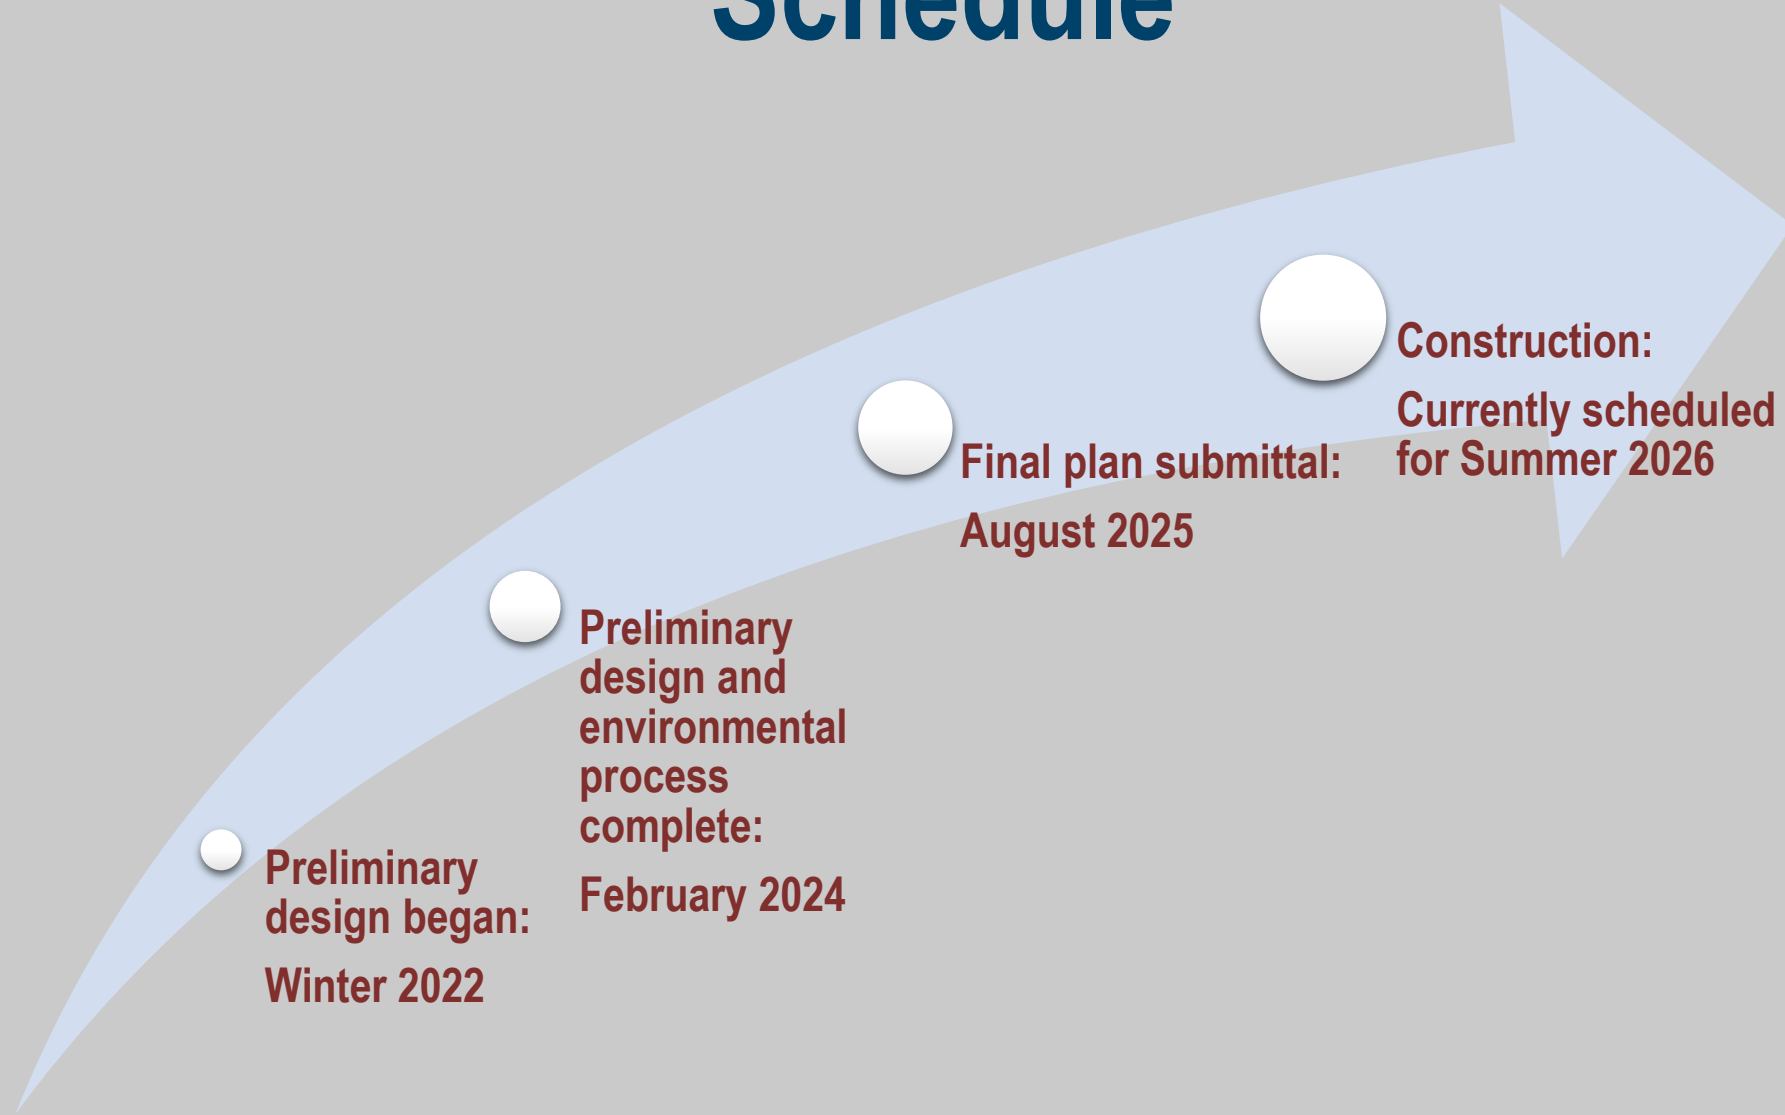 Schedule
Preliminary
design began:
Winter 2022
Preliminary
design and
environmental
process
complete:
February 2024
Final plan submittal:
August 2025
Construction:
Currently scheduled
for Summer 2026